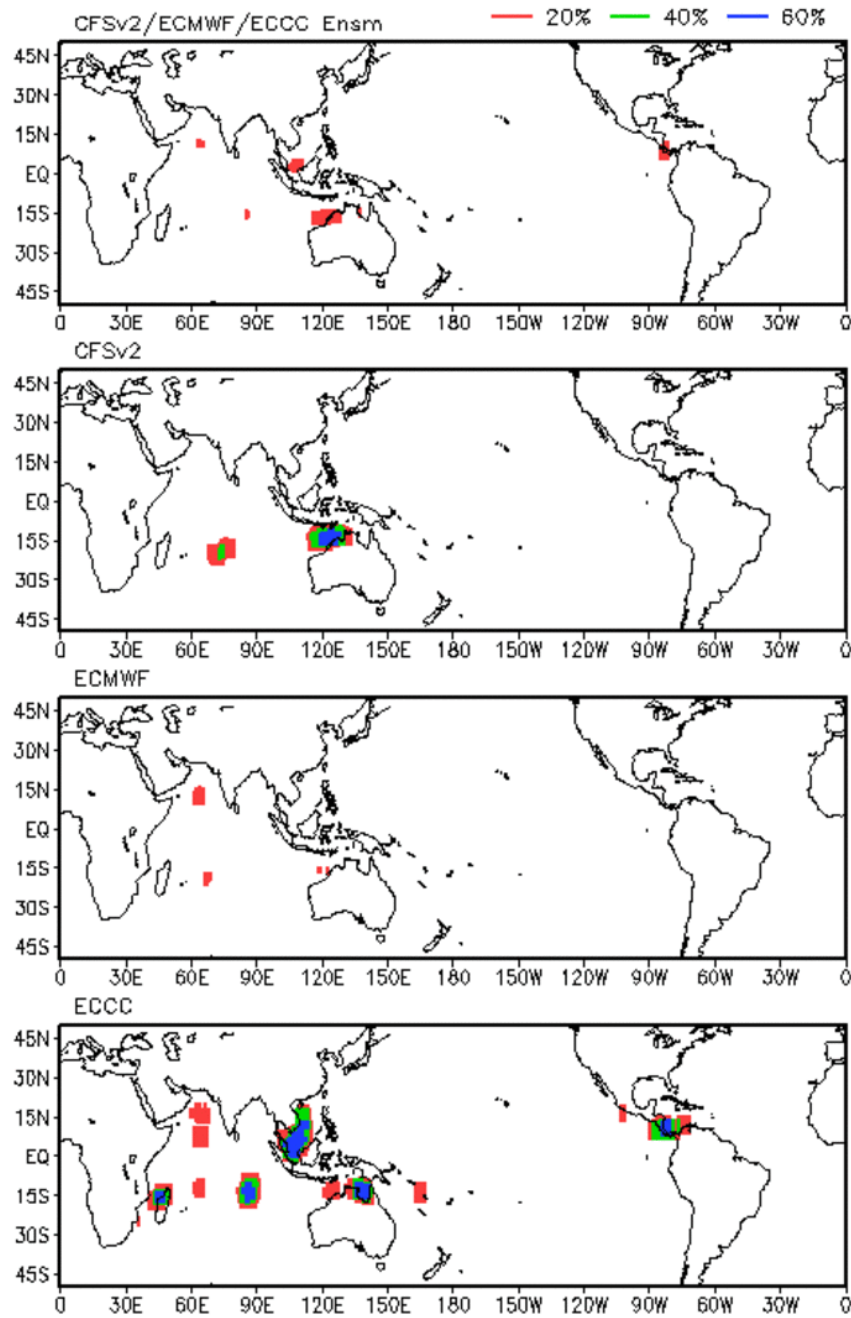 CFSv2/ECMWF/ECCC Ensm 20% 40% 60%
45N
30N
15N
EQ
15S
30S
45S
0 30E 60E 90E 120E 150E 180 150W 120W 90W 60W 30W 0
CFSv2
45N
30N
15N
EQ
15S
30S
45S
0 30E 60E 90E 120E 150E 180 150W 120W 90W 60W 30W 0
ECMWF
45N
30N
15N
EQ
15S
30S
45S
0 30E 60E 90E 120E 150E 180 150W 120W 90W 60W 30W 0
ECCC
45N
30N
15N
EQ
15S
30S
45S
0 30E 60E 90E 120E 150E 180 150W 120W 90W 60W 30W 0